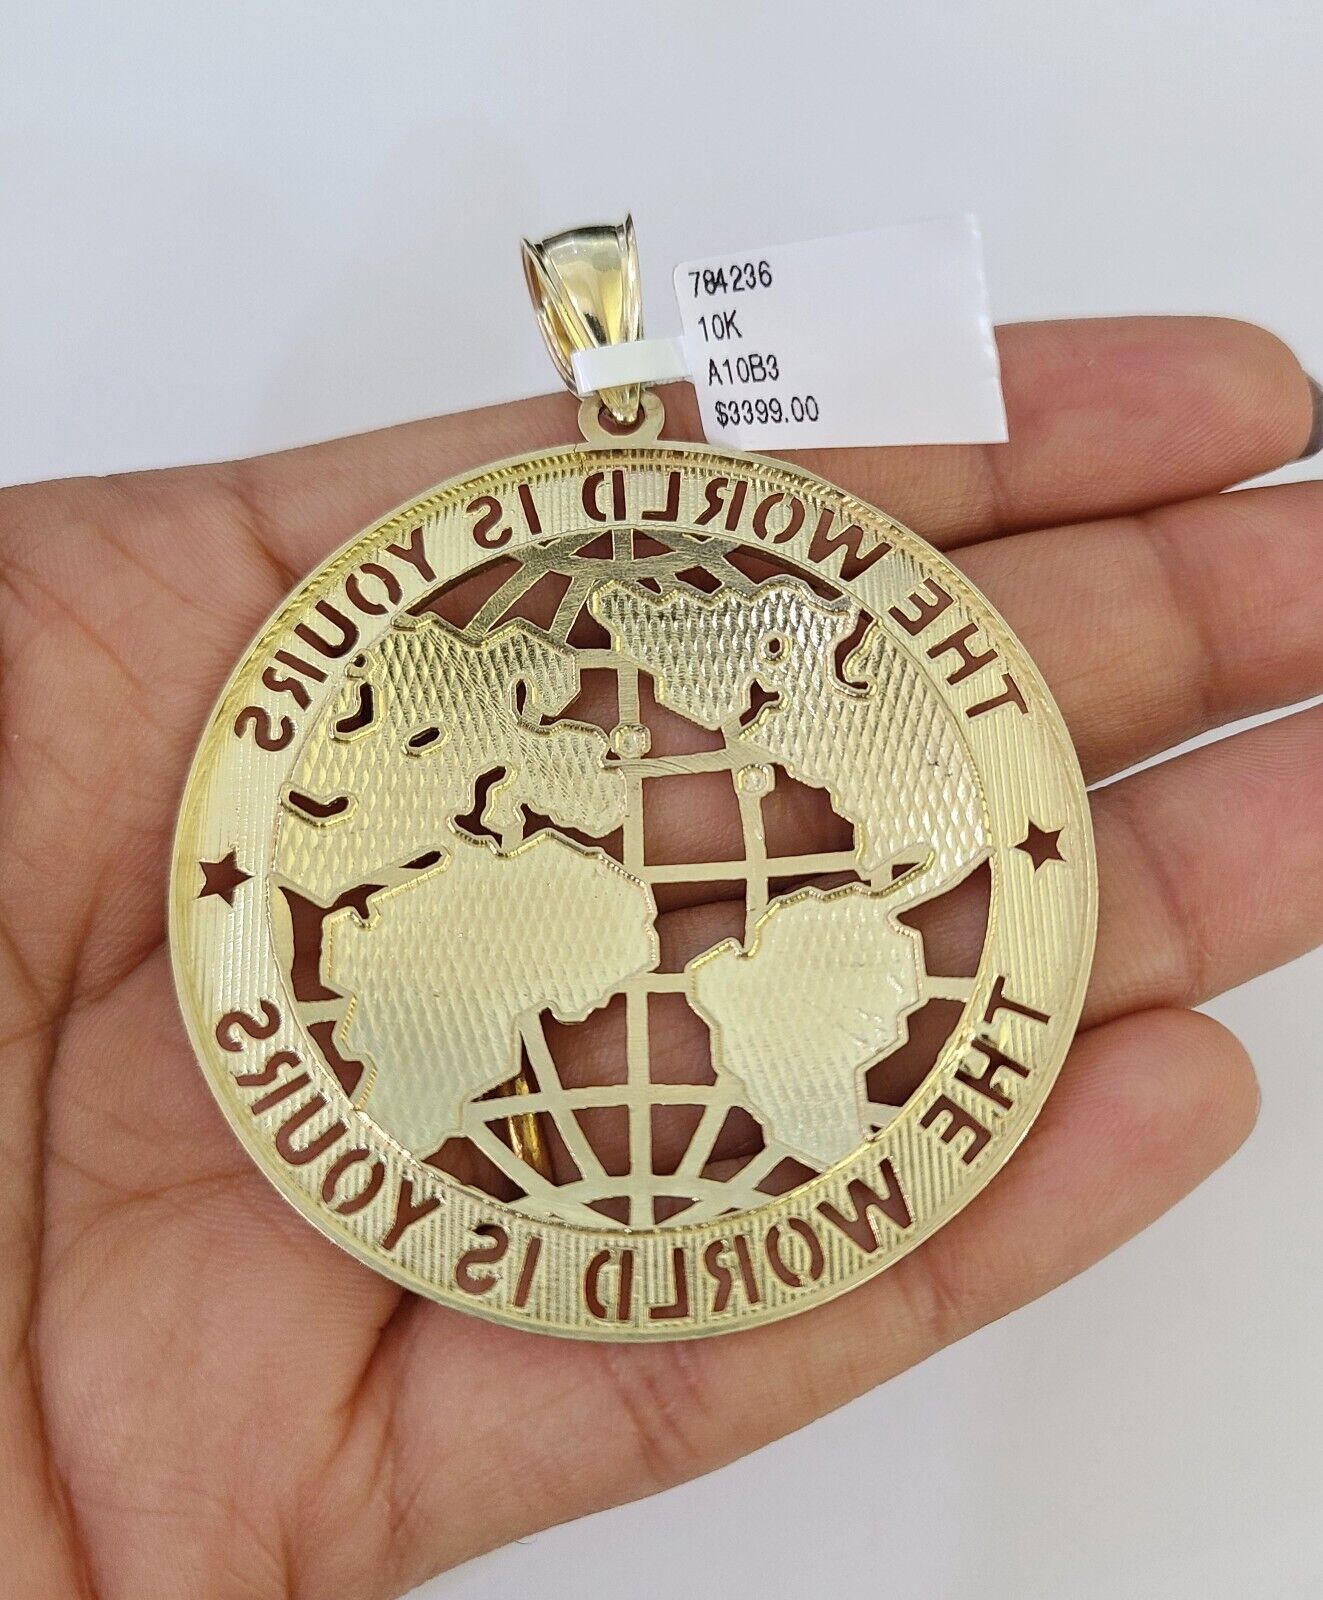 784236
10K
A10B3
$3399.00
THE WORLD IS YOURS
THE WORLD IS YOURS